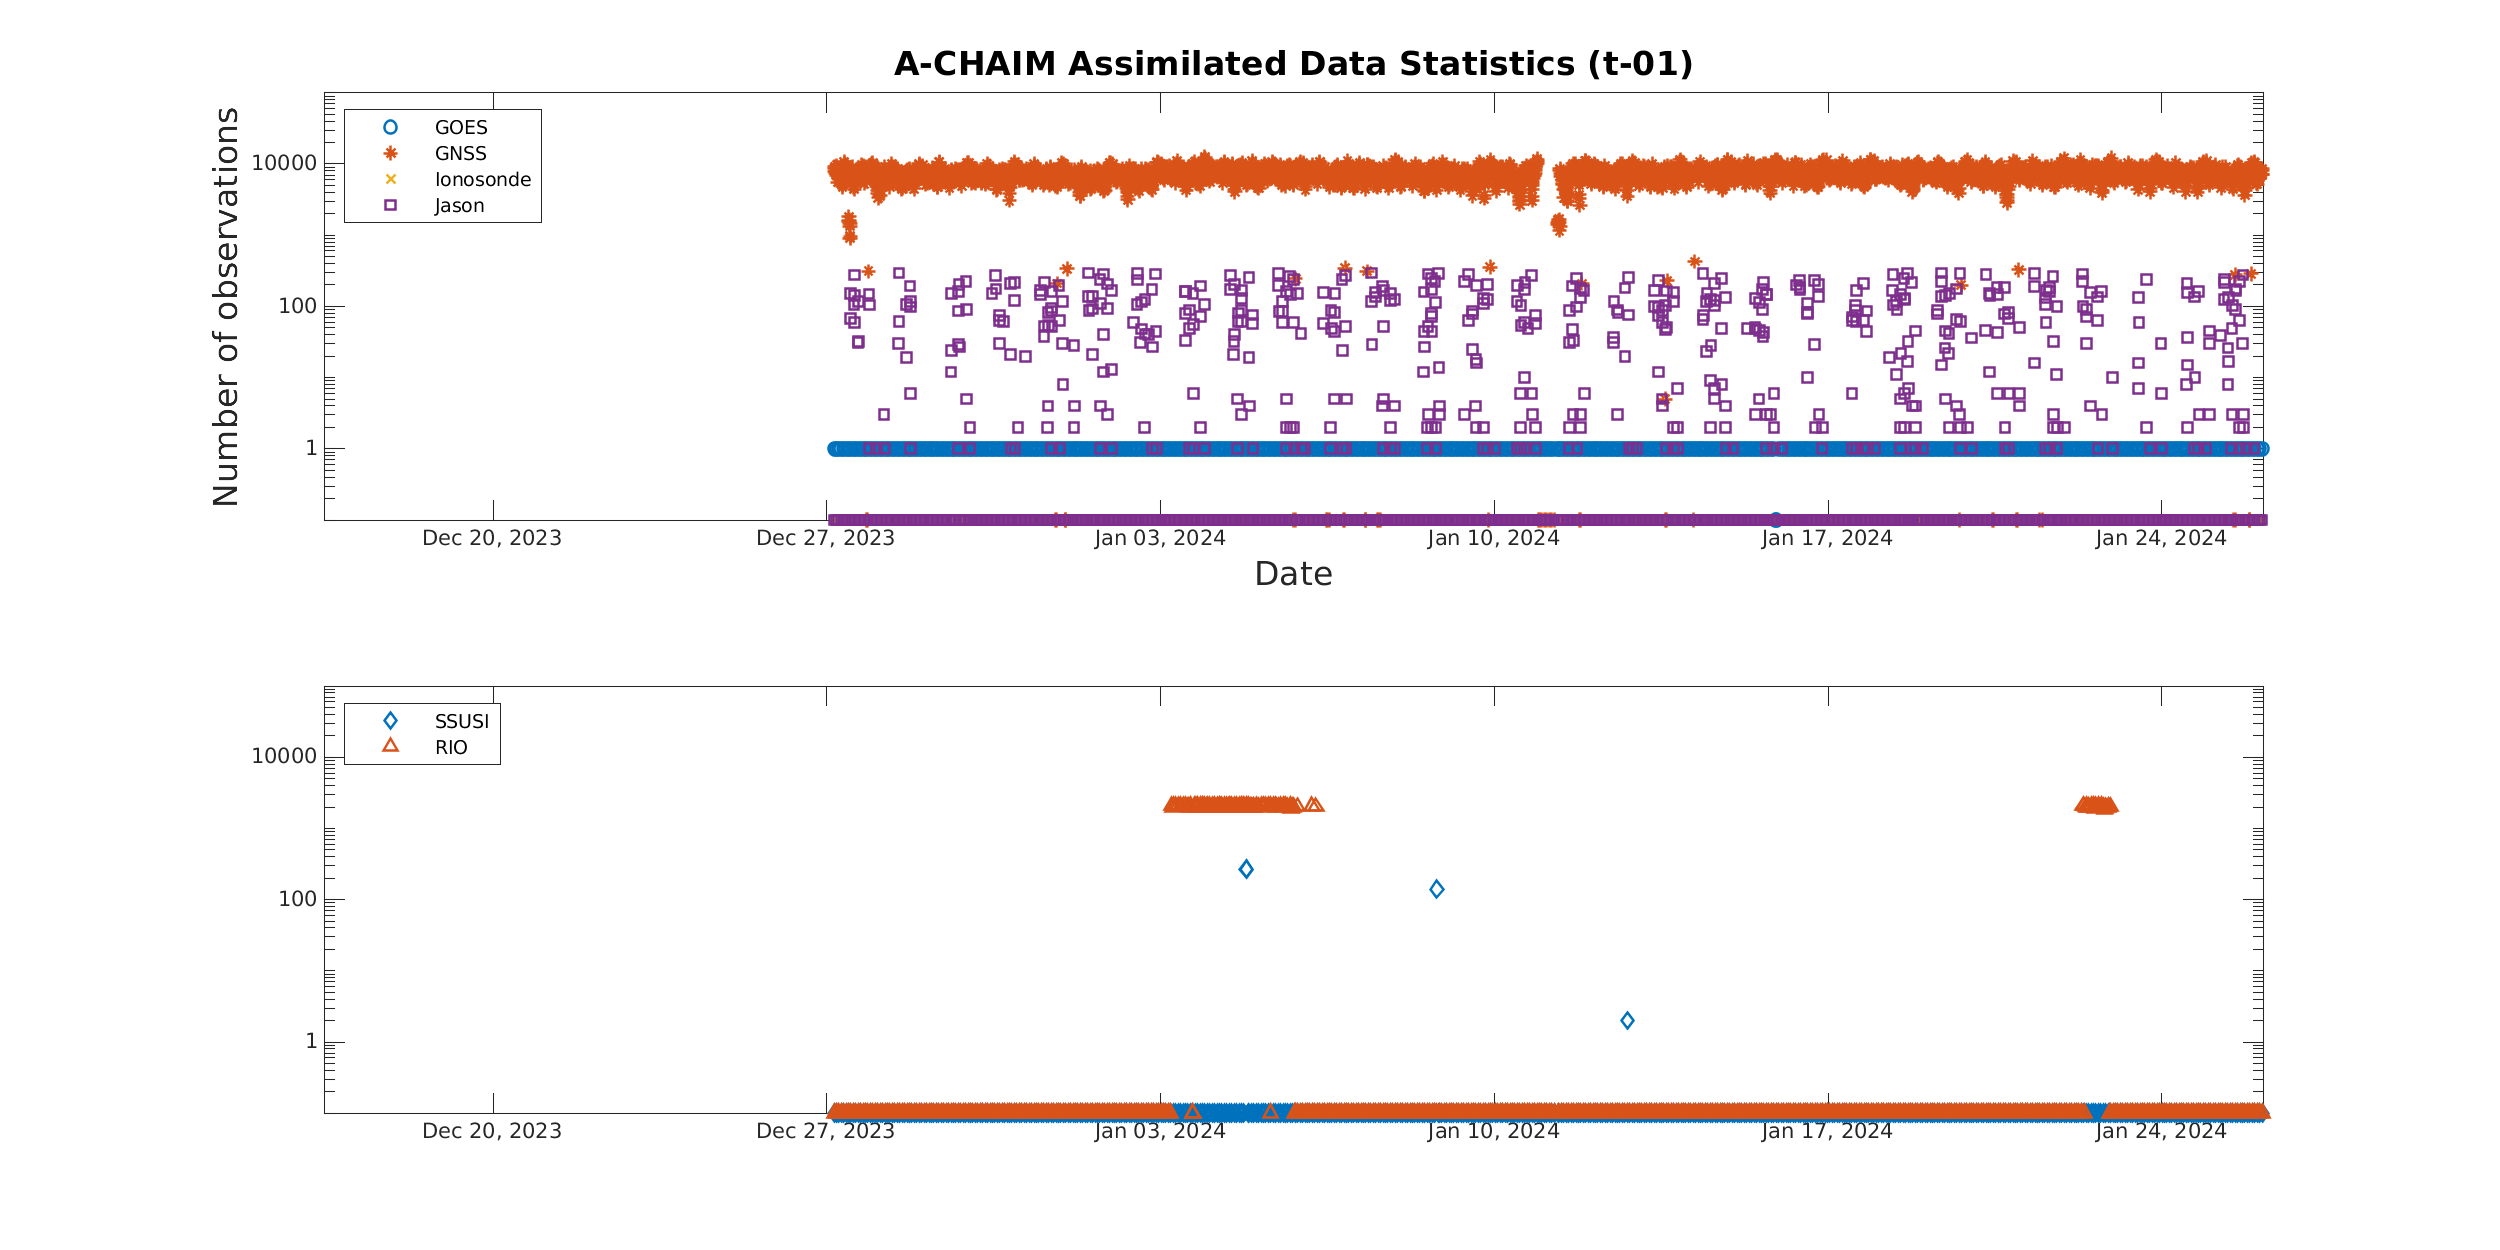 A-CHAIM Assimilated Data Statistics (t-01)
Number of observations
10000
100
1
GOES
GNSS
Ionosonde
Jason
Dec 20, 2023
Dec 27, 2023
Jan 03, 2024
Jan 10, 2024
Jan 17, 2024
Jan 24, 2024
Date
10000
100
1
SSUSI
RIO
Dec 20, 2023
Dec 27, 2023
Jan 03, 2024
Jan 10, 2024
Jan 17, 2024
Jan 24, 2024